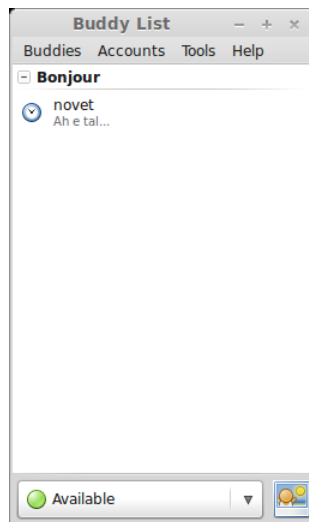 Buddy List
Buddies Accounts Tools Help
Bonjour
novet
Ah e tal...
Available